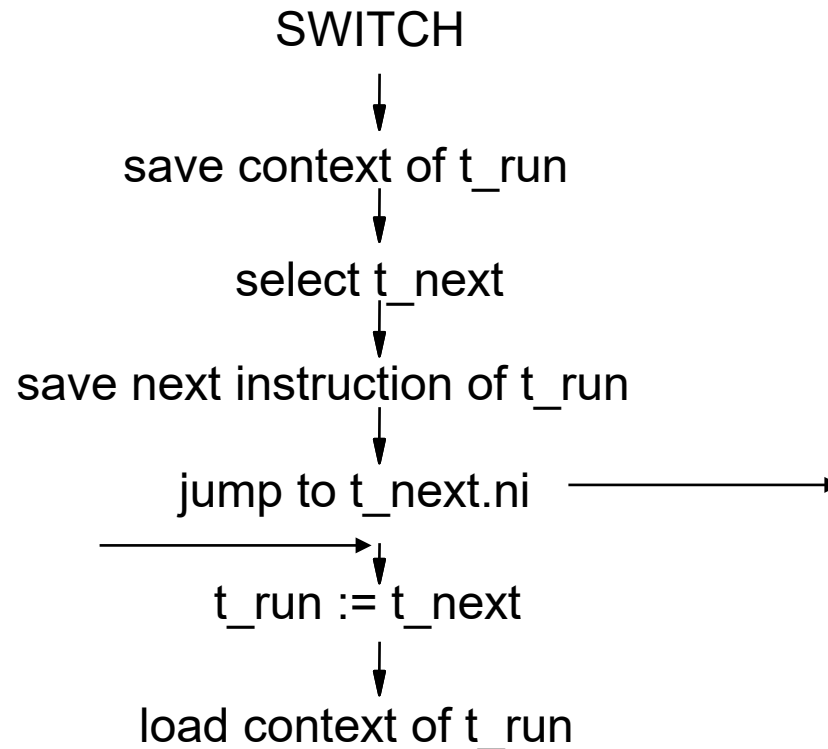 SWITCH
save context of t_run
select t_next
save next instruction of t_run
jump to t_next.ni
t_run := t_next
load context of t_run